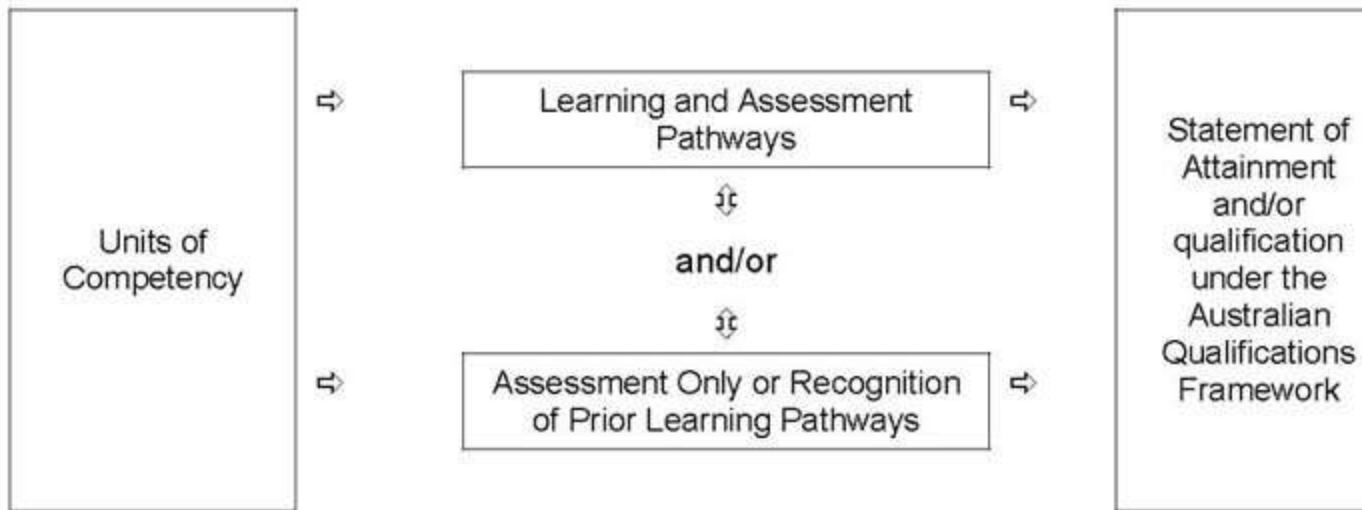 Units of
Competency
Learning and Assessment
Pathways
and/or
Assessment Only or Recognition
of Prior Learning Pathways
Statement of
Attainment
and/or
qualification
under the
Australian
Qualifications
Framework